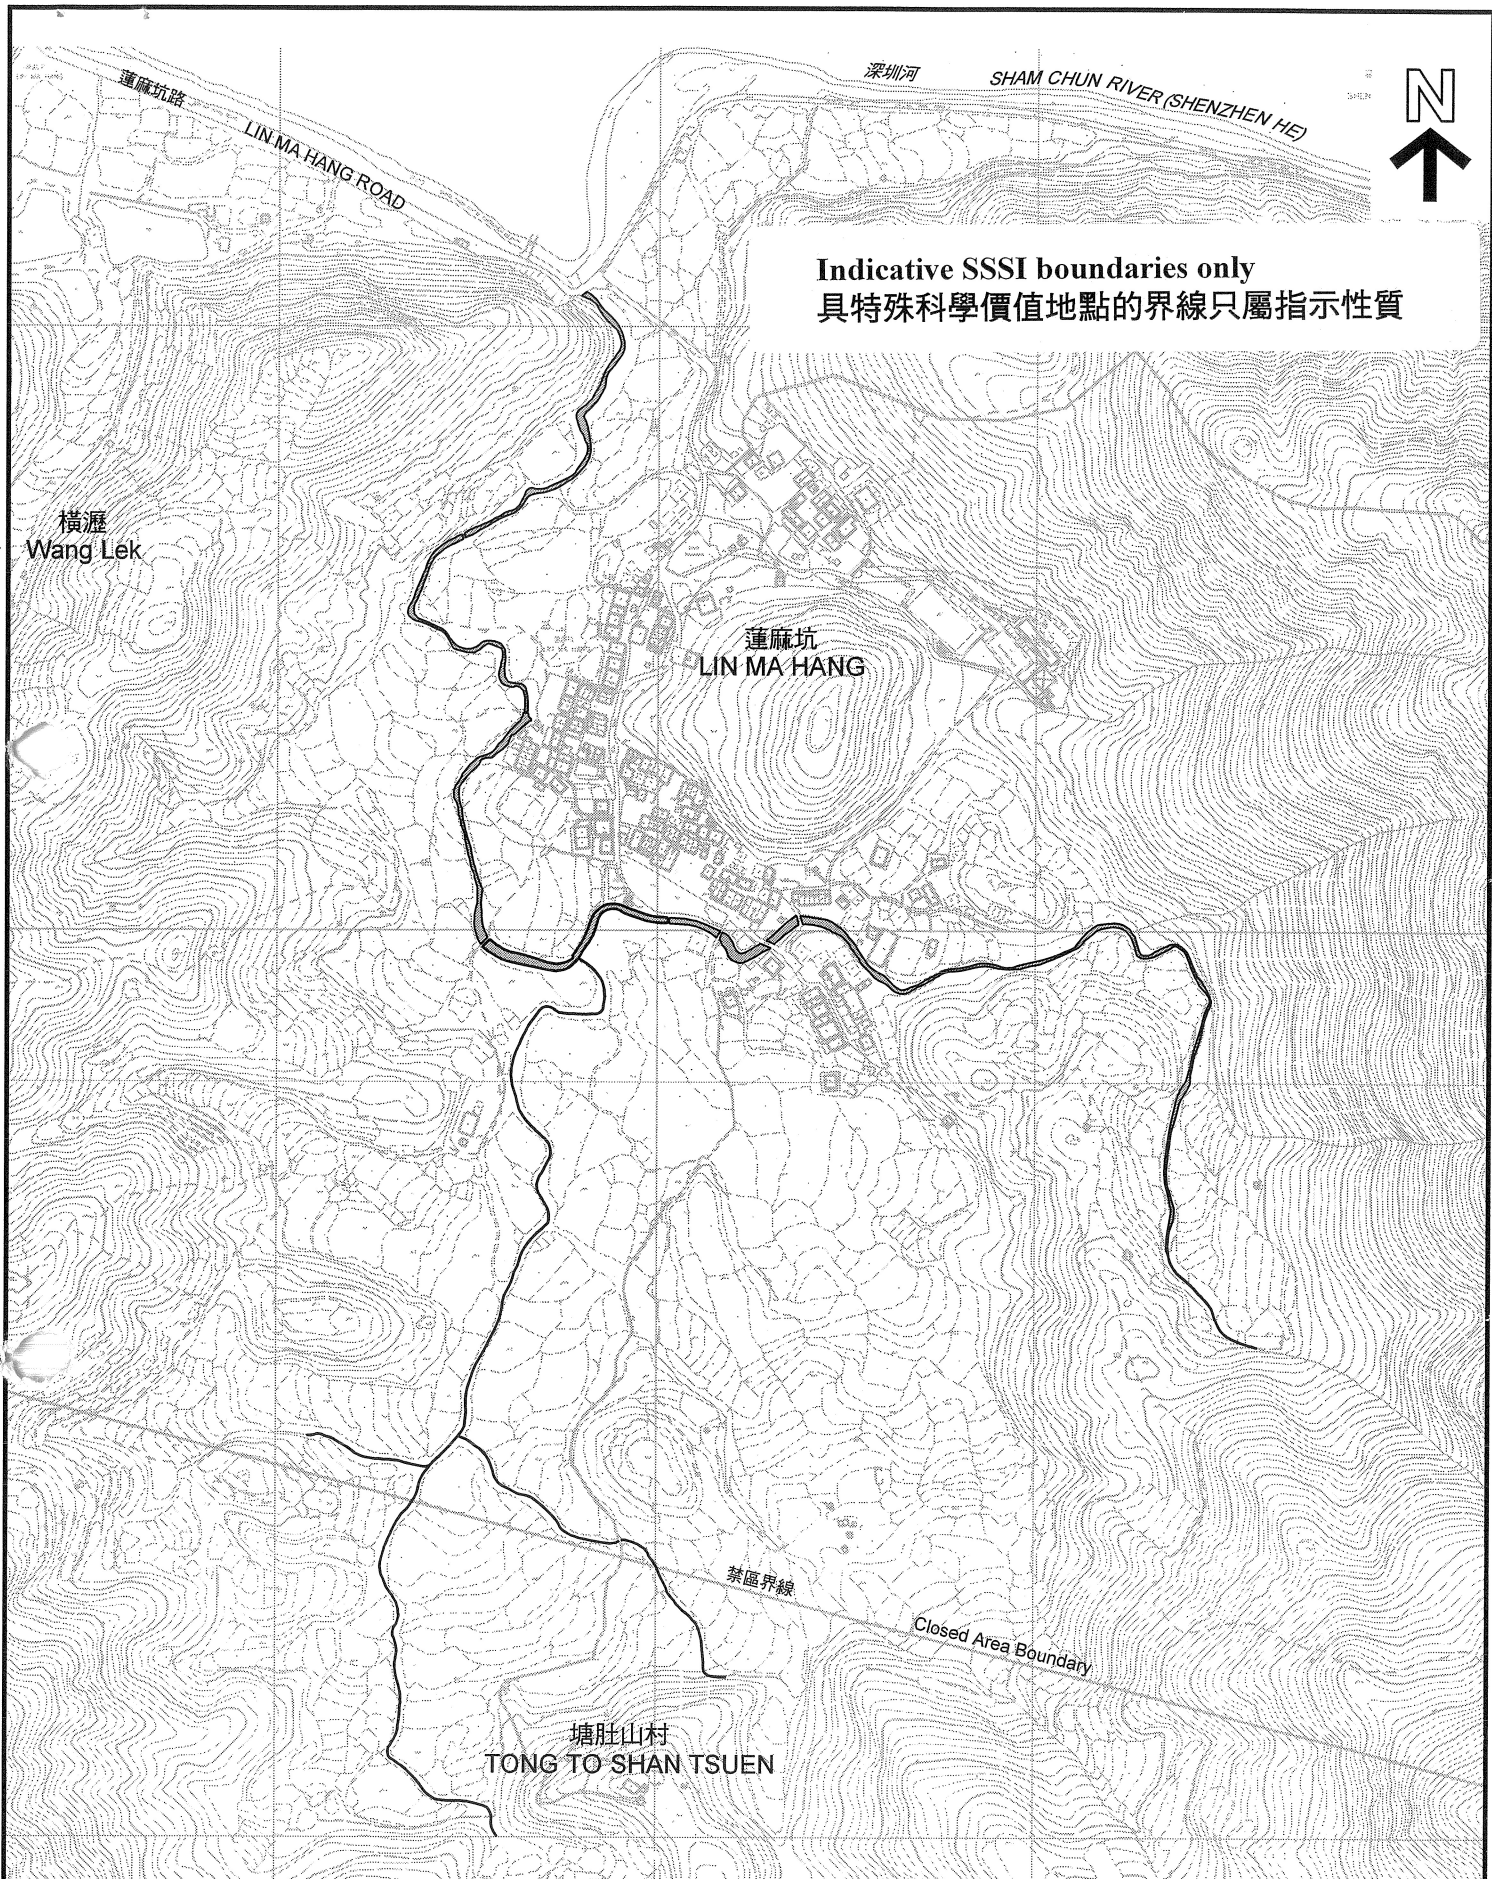 蓮麻坑路
LIN MA HANG ROAD
深圳河
SHAM CHUN RIVER (SHENZHEN HE)
N
Indicative SSSI boundaries only
具特殊科學價值地點的界線只屬指示性質
橫瀝
Wang Lek
蓮麻坑
LIN MA HANG
禁區界線
Closed Area Boundary
塘肚山村
TONG TO SHAN TSUEN